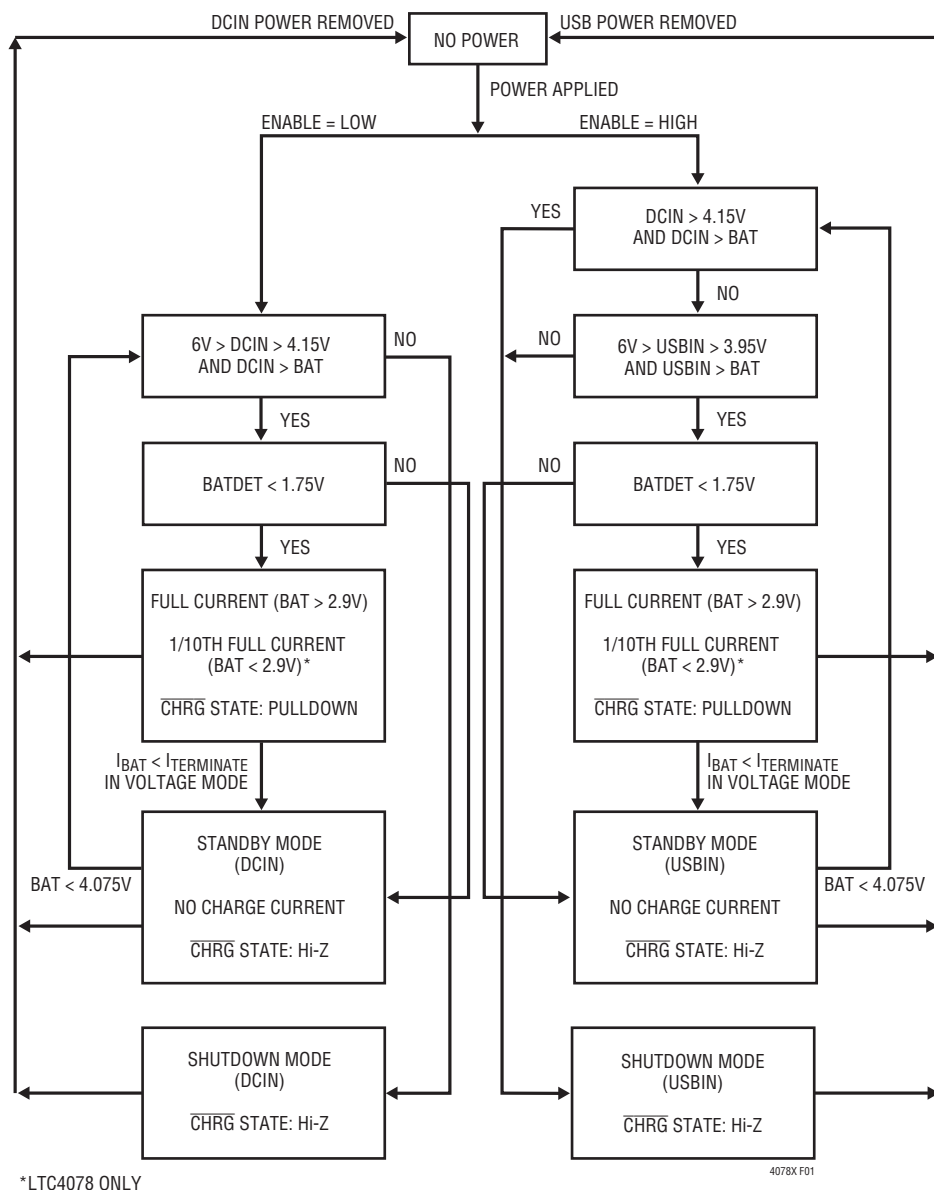 DCIN POWER REMOVED
USB POWER REMOVED
NO POWER
POWER APPLIED
ENABLE = LOW
ENABLE = HIGH
YES
DCIN > 4.15V
AND DCIN > BAT
NO
6V > DCIN > 4.15V
AND DCIN > BAT
NO
NO
6V > USBIN > 3.95V
AND USBIN > BAT
YES
YES
BATDET < 1.75V
NO
NO
BATDET < 1.75V
YES
YES
FULL CURRENT (BAT > 2.9V)
1/10TH FULL CURRENT
(BAT < 2.9V)*
CHRG STATE: PULLDOWN
FULL CURRENT (BAT > 2.9V)
1/10TH FULL CURRENT
(BAT < 2.9V)*
CHRG STATE: PULLDOWN
IBAT < ITERMINATE
IN VOLTAGE MODE
IBAT < ITERMINATE
IN VOLTAGE MODE
STANDBY MODE
(DCIN)
NO CHARGE CURRENT
CHRG STATE: Hi-Z
BAT < 4.075V
STANDBY MODE
(USBIN)
NO CHARGE CURRENT
CHRG STATE: Hi-Z
BAT < 4.075V
SHUTDOWN MODE
(DCIN)
CHRG STATE: Hi-Z
SHUTDOWN MODE
(USBIN)
CHRG STATE: Hi-Z
4078X F01
*LTC4078 ONLY